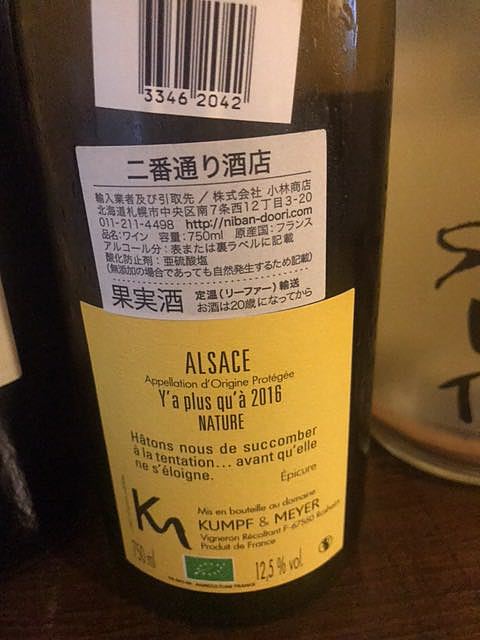 3346 2042
二番通り酒店
輸入業者及び引取先 / 株式会社 小林商店
北海道札幌市中央区南7条西12丁目3-20
011-211-4498 http://niban-doori.com
品名:ワイン 容量:750ml 原産国:フランス
アルコール分:表または裏ラベルに記載
酸化防止剤:亜硫酸塩
(無添加の場合であっても自然発生するため記載)
果実酒 定温(リーファー)輸送
お酒は20歳になってから
ALSACE
Appellation d'Origine Protégée
Y'a plus qu'à 2016
NATURE
Hâtons nous de succomber
à la tentation... avant qu'elle
ne s'éloigne.
Épicure
Mis en bouteille au domaine
KUMPF & MEYER
Vigneron Récoltant F-67560 Rosheim
Produit de France
750 ml
12,5 % vol.
AGRICULTURE FRANCE